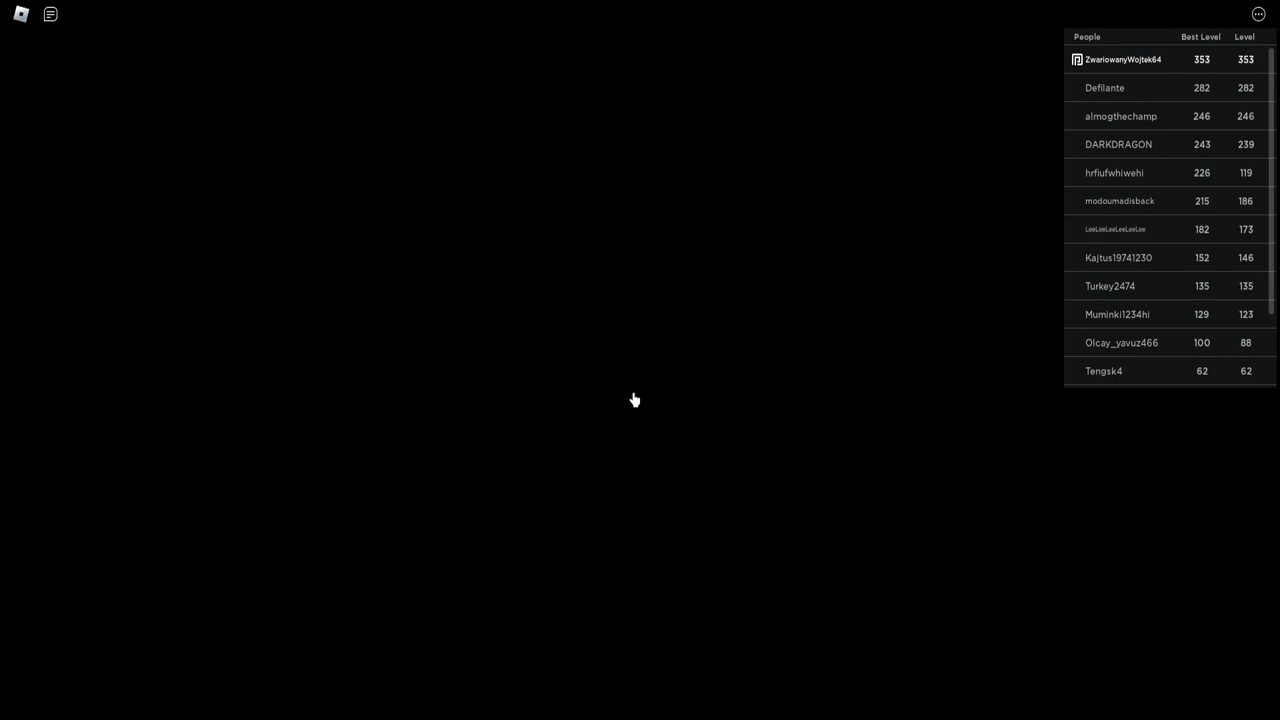 People Best Level Level
ZwariowanyWojtek64 353 353
Defilante 282 282
almogthechamp 246 246
DARKDRAGON 243 239
hrfiufwhiwehi 226 119
modoumadisback 215 186
LeeLeeLeeLeeLeeLee 182 173
Kajtus19741230 152 146
Turkey2474 135 135
Muminki1234hi 129 123
Olcay_yavuz466 100 88
Tengsk4 62 62